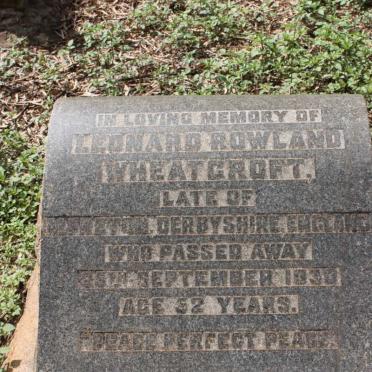 IN LOVING MEMORY OF
LEONARD ROWLAND
WHEATCROFT.
LATE OF
DERBYSHIRE, ENGLAND
WHO PASSED AWAY
SEPTEMBER
AGE 32 YEARS.
"PEACE PERFECT PEACE."